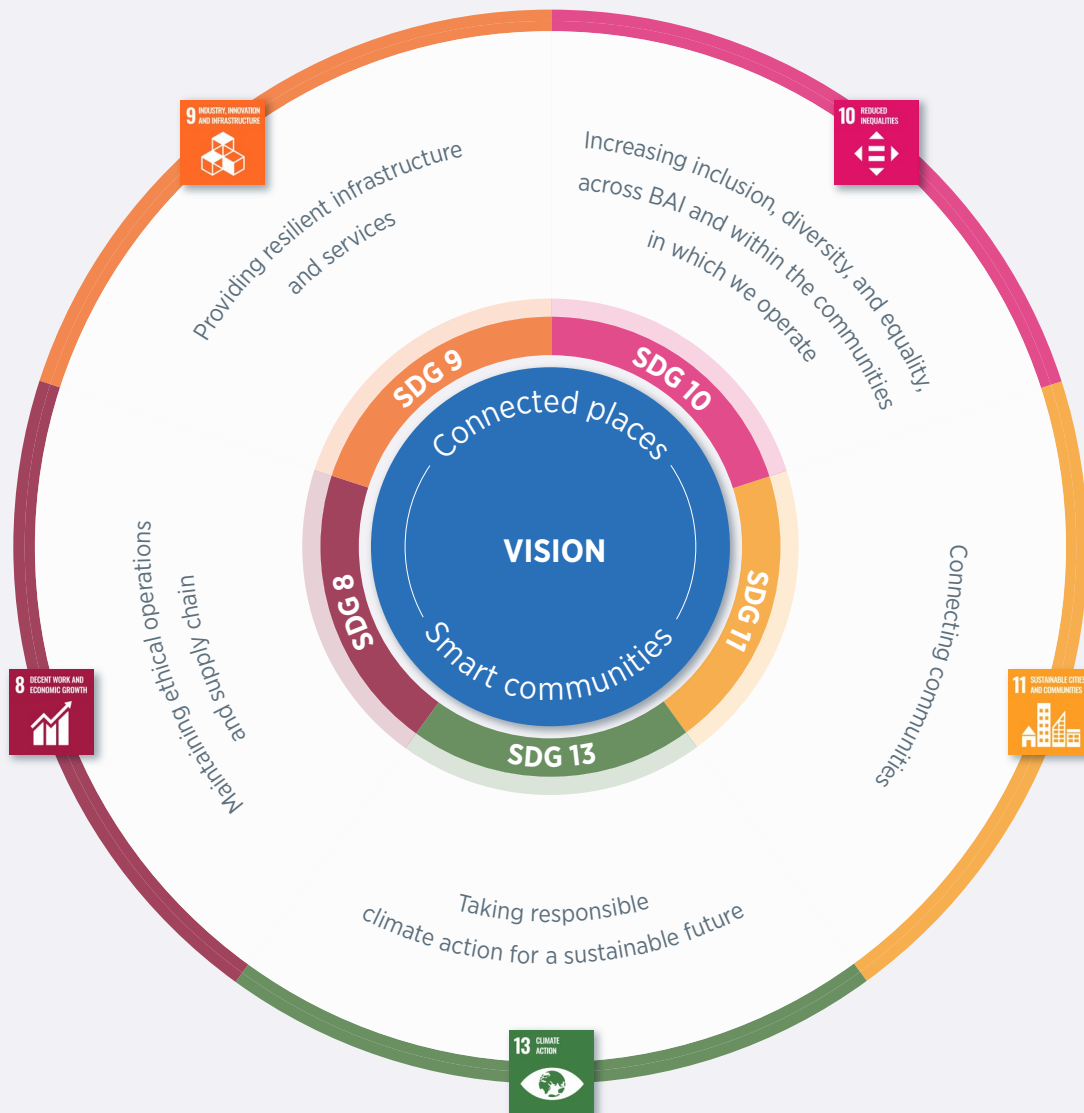 9 INDUSTRY, INNOVATION
AND INFRASTRUCTURE
10 REDUCED
INEQUALITIES
Providing resilient infrastructure
and services
Increasing inclusion, diversity, and equality,
across BAI and within the communities
in which we operate
SDG 9
SDG 10
Connected places
VISION
Smart communities
SDG 8
SDG 11
SDG 13
Maintaining ethical operations
and supply chain
Connecting communities
8 DECENT WORK AND
ECONOMIC GROWTH
11 SUSTAINABLE CITIES
AND COMMUNITIES
Taking responsible
climate action for a sustainable future
13 CLIMATE
ACTION